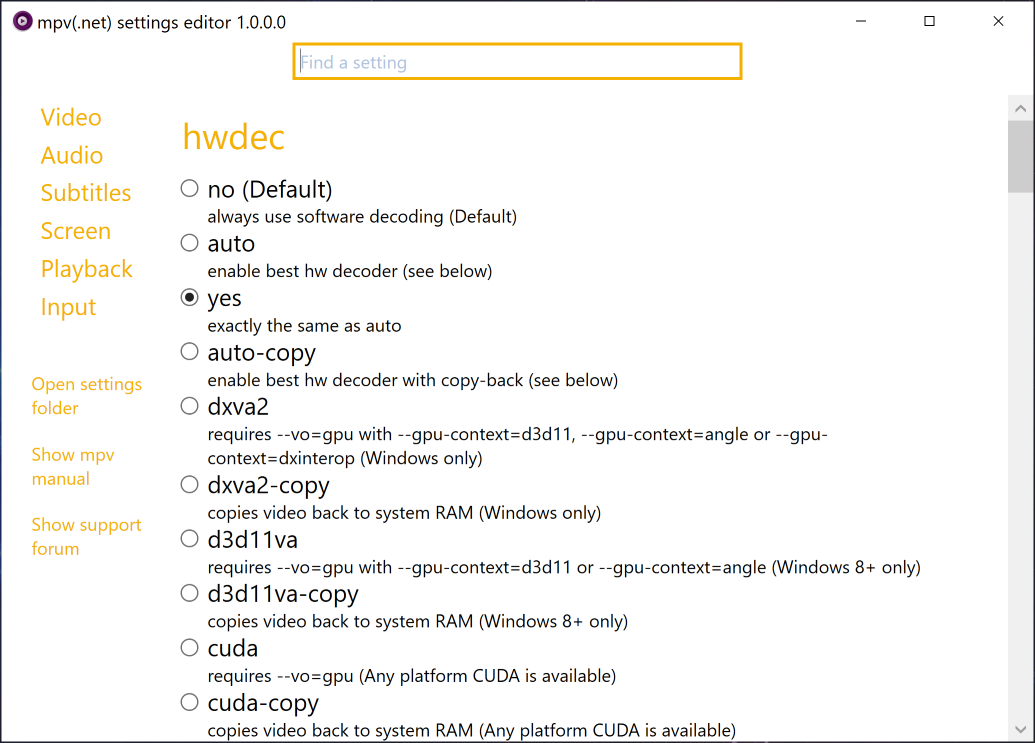 mpv(.net) settings editor 1.0.0.0
Find a setting
Video
Audio
Subtitles
Screen
Playback
Input
Open settings
folder
Show mpv
manual
Show support
forum
hwdec
no (Default)
always use software decoding (Default)
auto
enable best hw decoder (see below)
yes
exactly the same as auto
auto-copy
enable best hw decoder with copy-back (see below)
dxva2
requires --vo=gpu with --gpu-context=d3d11, --gpu-context=angle or --gpu-
context=dxinterop (Windows only)
dxva2-copy
copies video back to system RAM (Windows only)
d3d11va
requires --vo=gpu with --gpu-context=d3d11 or --gpu-context=angle (Windows 8+ only)
d3d11va-copy
copies video back to system RAM (Windows 8+ only)
cuda
requires --vo=gpu (Any platform CUDA is available)
cuda-copy
copies video back to system RAM (Any platform CUDA is available)